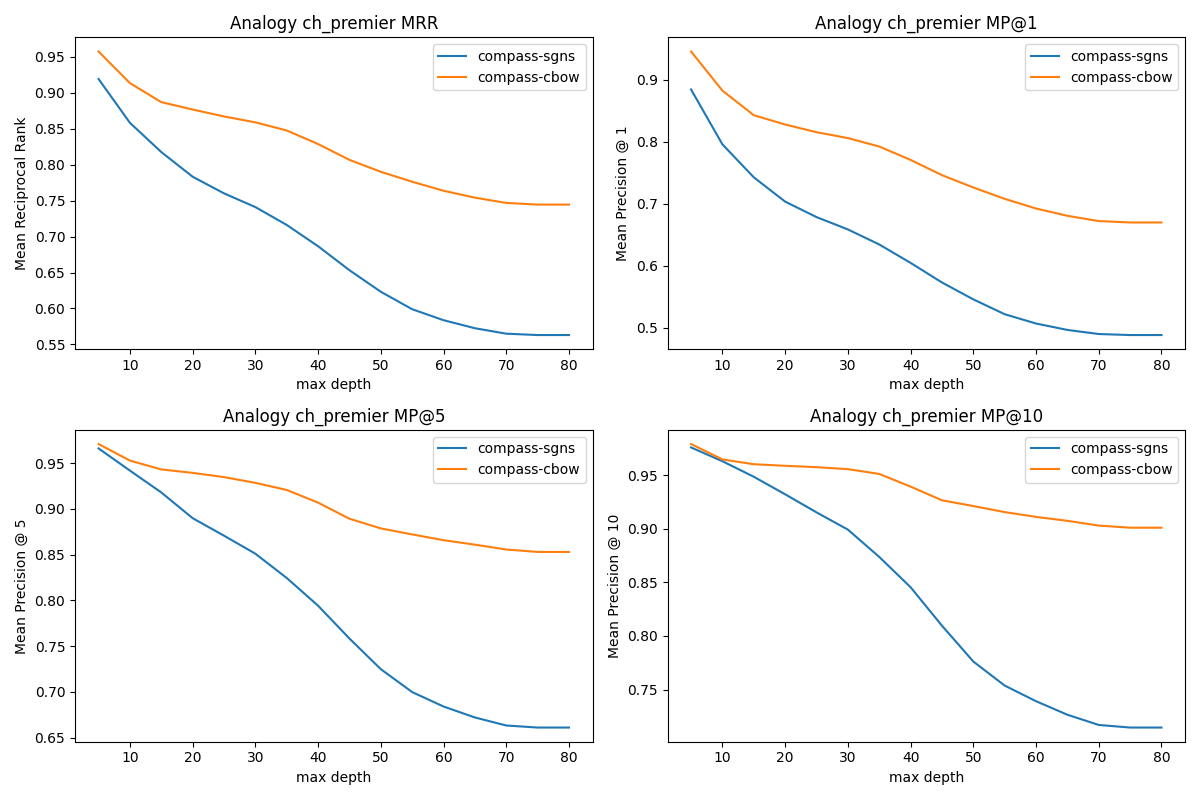 Analogy ch_premier MRR
Mean Reciprocal Rank
0.95
0.90
0.85
0.80
0.75
0.70
0.65
0.60
0.55
compass-sgns
compass-cbow
10 20 30 40 50 60 70 80
max depth
Analogy ch_premier MP@1
Mean Precision @ 1
0.9
0.8
0.7
0.6
0.5
compass-sgns
compass-cbow
10 20 30 40 50 60 70 80
max depth
Analogy ch_premier MP@5
Mean Precision @ 5
0.95
0.90
0.85
0.80
0.75
0.70
0.65
compass-sgns
compass-cbow
10 20 30 40 50 60 70 80
max depth
Analogy ch_premier MP@10
Mean Precision @ 10
0.95
0.90
0.85
0.80
0.75
compass-sgns
compass-cbow
10 20 30 40 50 60 70 80
max depth